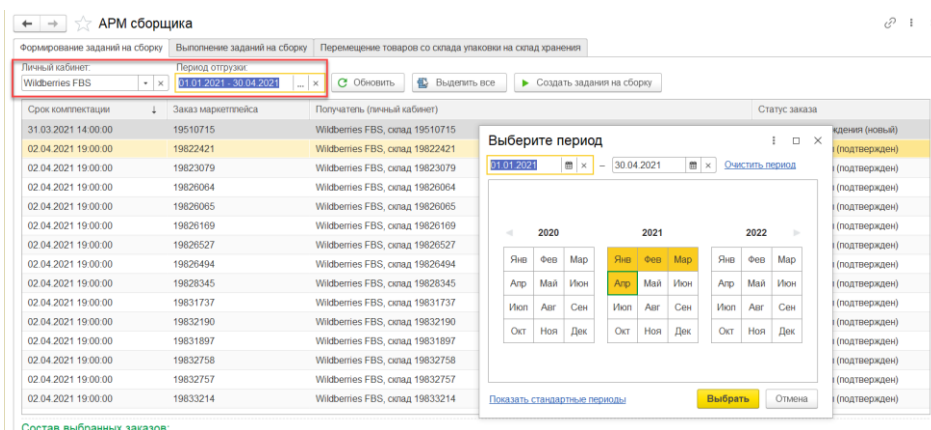 АРМ сборщика
Формирование заданий на сборку Выполнение заданий на сборку Перемещение товаров со склада упаковки на склад хранения
Личный кабинет: Период отгрузки:
Wildberries FBS 01.01.2021 - 30.04.2021 ... × Обновить Выделить все Создать задания на сборку
Срок комплектации ↓ Заказ маркетплейса Получатель (личный кабинет) Статус заказа
31.03.2021 14:00:00 19510715 Wildberries FBS, склад 19510715 ждения (новый)
02.04.2021 19:00:00 19822421 Wildberries FBS, склад 19822421 (подтвержден)
02.04.2021 19:00:00 19823079 Wildberries FBS, склад 19823079 (подтвержден)
02.04.2021 19:00:00 19826064 Wildberries FBS, склад 19826064 (подтвержден)
02.04.2021 19:00:00 19826065 Wildberries FBS, склад 19826065 (подтвержден)
02.04.2021 19:00:00 19826169 Wildberries FBS, склад 19826169 (подтвержден)
02.04.2021 19:00:00 19826527 Wildberries FBS, склад 19826527 (подтвержден)
02.04.2021 19:00:00 19826494 Wildberries FBS, склад 19826494 (подтвержден)
02.04.2021 19:00:00 19828345 Wildberries FBS, склад 19828345 (подтвержден)
02.04.2021 19:00:00 19831737 Wildberries FBS, склад 19831737 (подтвержден)
02.04.2021 19:00:00 19832190 Wildberries FBS, склад 19832190 (подтвержден)
02.04.2021 19:00:00 19831897 Wildberries FBS, склад 19831897 (подтвержден)
02.04.2021 19:00:00 19832758 Wildberries FBS, склад 19832758 (подтвержден)
02.04.2021 19:00:00 19832757 Wildberries FBS, склад 19832757 (подтвержден)
02.04.2021 19:00:00 19833214 Wildberries FBS, склад 19833214 (подтвержден)
Состав выбранных заказов:
Выберите период
01.01.2021 – 30.04.2021 Очистить период
2020 2021 2022
Янв Фев Мар Янв Фев Мар Янв Фев Мар
Апр Май Июн Апр Май Июн Апр Май Июн
Июл Авг Сен Июл Авг Сен Июл Авг Сен
Окт Ноя Дек Окт Ноя Дек Окт Ноя Дек
Показать стандартные периоды Выбрать Отмена